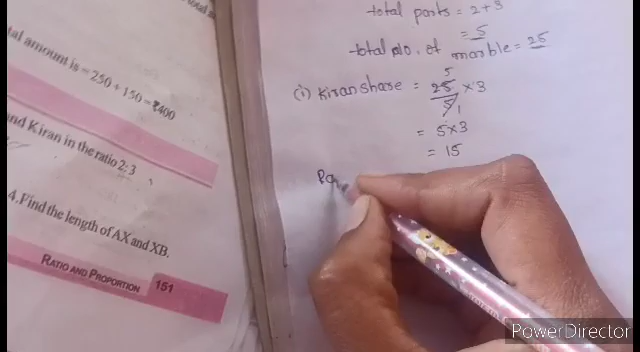 tal amount is = 250 + 150 = ₹400
nd Kiran in the ratio 2:3
4. Find the length of AX and XB.
RATIO AND PROPORTION 151
total parts = 2+3
= 5
total no. of marble = 25
(i) Kiran share = 25/5 × 3
5 1
= 5×3
= 15
PowerDirector